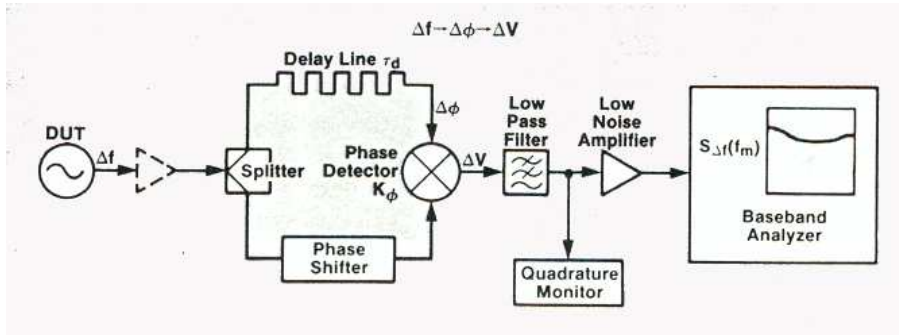 Δf→Δϕ→ΔV
Delay Line τd
Δϕ
Low
Pass
Filter
Low
Noise
Amplifier
DUT
Δf
Splitter
Phase
Detector
Kϕ
ΔV
SΔf(fm)
Baseband
Analyzer
Phase
Shifter
Quadrature
Monitor